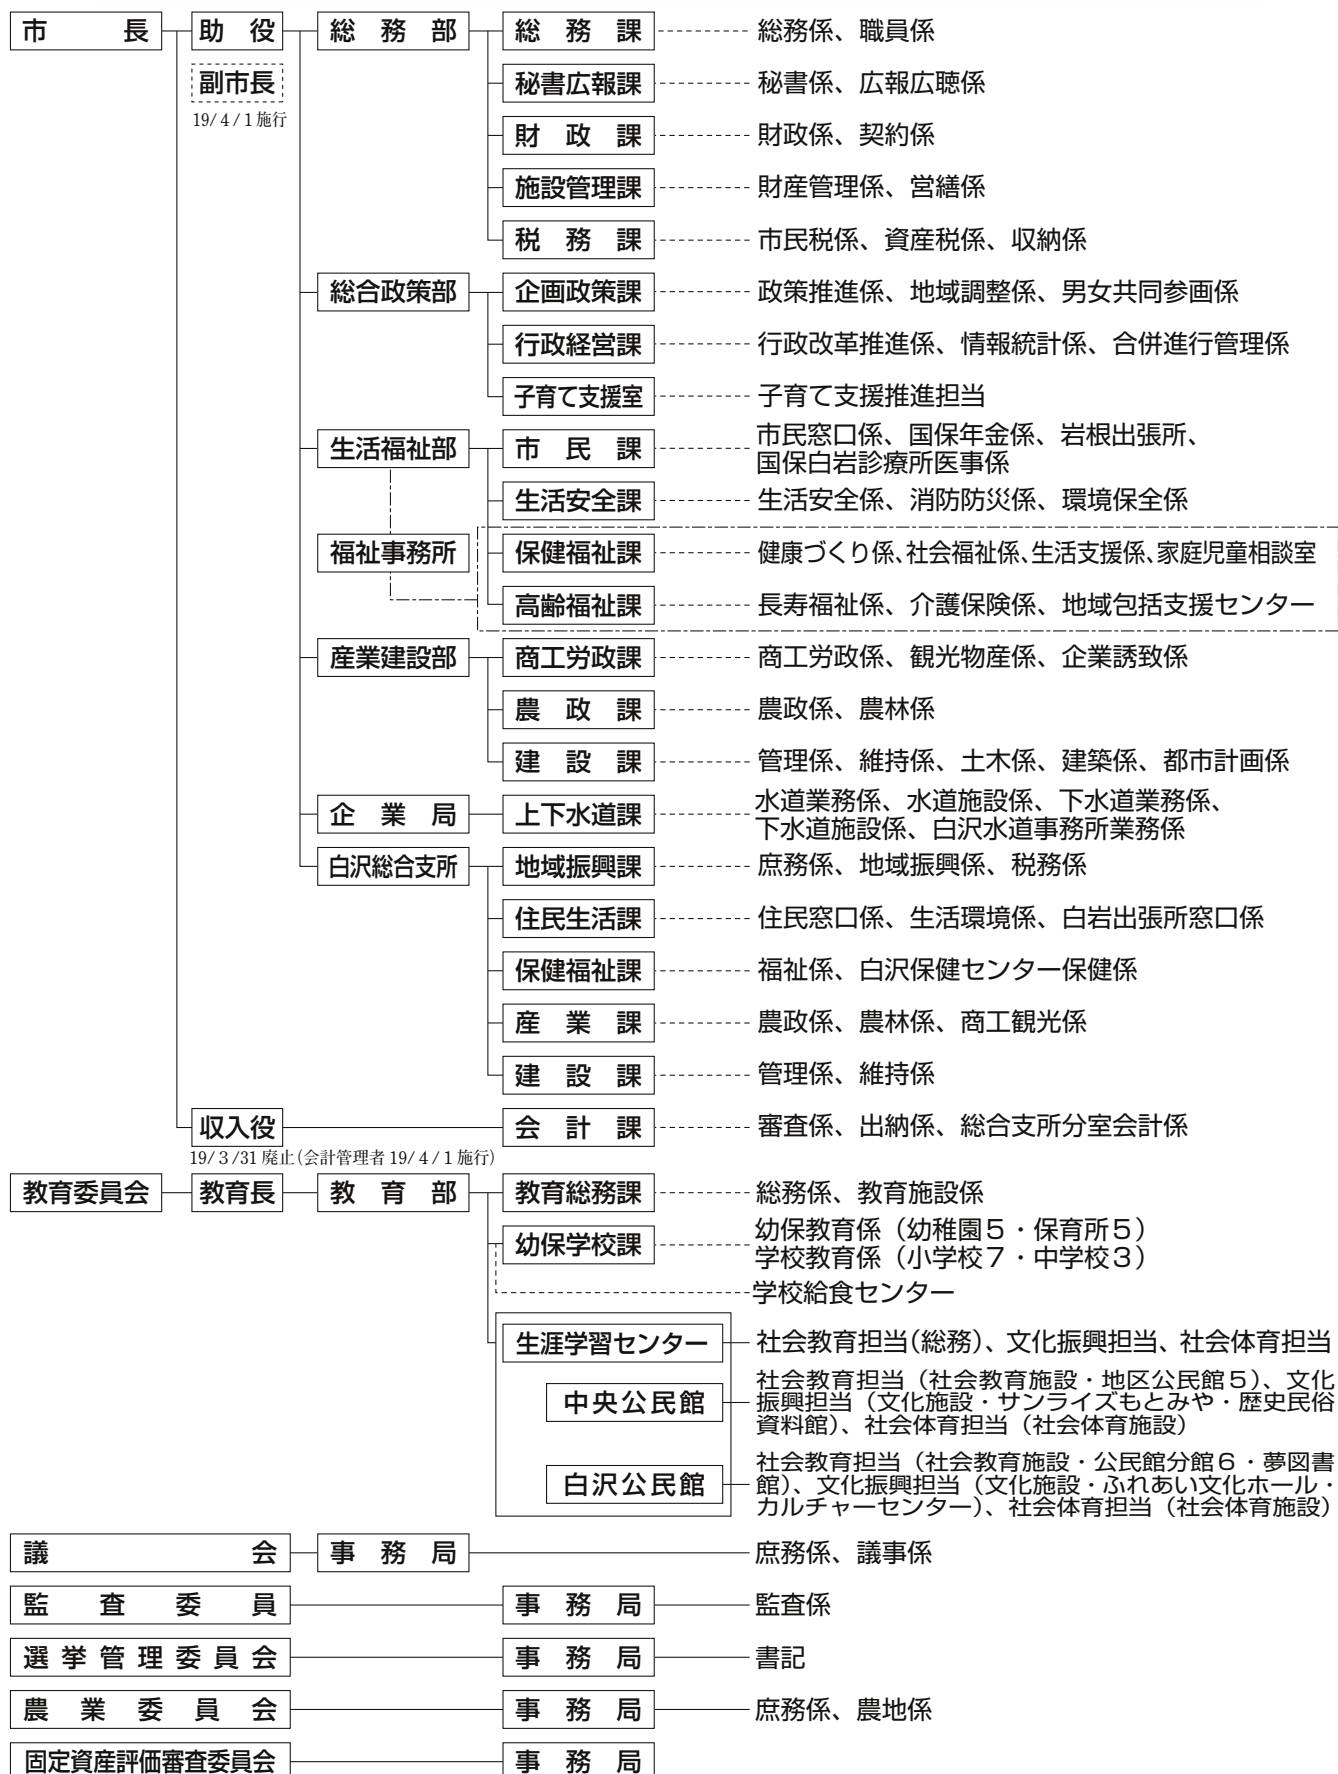 市長 助役 総務部 総務課 総務係、職員係
副市長 秘書広報課 秘書係、広報広聴係
19/4/1施行
財政課 財政係、契約係
施設管理課 財産管理係、営繕係
税務課 市民税係、資産税係、収納係
総合政策部 企画政策課 政策推進係、地域調整係、男女共同参画係
行政経営課 行政改革推進係、情報統計係、合併進行管理係
子育て支援室 子育て支援推進担当
生活福祉部 市民課 市民窓口係、国保年金係、岩根出張所、
国保白岩診療所医事係
生活安全課 生活安全係、消防防災係、環境保全係
福祉事務所 保健福祉課 健康づくり係、社会福祉係、生活支援係、家庭児童相談室
高齢福祉課 長寿福祉係、介護保険係、地域包括支援センター
産業建設部 商工労政課 商工労政係、観光物産係、企業誘致係
農政課 農政係、農林係
建設課 管理係、維持係、土木係、建築係、都市計画係
企業局 上下水道課 水道業務係、水道施設係、下水道業務係、
下水道施設係、白沢水道事務所業務係
白沢総合支所 地域振興課 庶務係、地域振興係、税務係
住民生活課 住民窓口係、生活環境係、白岩出張所窓口係
保健福祉課 福祉係、白沢保健センター保健係
産業課 農政係、農林係、商工観光係
建設課 管理係、維持係
収入役 会計課 審査係、出納係、総合支所分室会計係
19/3/31廃止(会計管理者19/4/1施行)
教育委員会 教育長 教育部 教育総務課 総務係、教育施設係
幼保学校課 幼保教育係（幼稚園5・保育所5）
学校教育係（小学校7・中学校3）
学校給食センター
生涯学習センター 社会教育担当(総務)、文化振興担当、社会体育担当
中央公民館 社会教育担当（社会教育施設・地区公民館5）、文化
振興担当（文化施設・サンライズもとみや・歴史民俗
資料館）、社会体育担当（社会体育施設）
白沢公民館 社会教育担当（社会教育施設・公民館分館6・夢図書
館）、文化振興担当（文化施設・ふれあい文化ホール・
カルチャーセンター）、社会体育担当（社会体育施設）
議会 事務局 庶務係、議事係
監査委員 事務局 監査係
選挙管理委員会 事務局 書記
農業委員会 事務局 庶務係、農地係
固定資産評価審査委員会 事務局